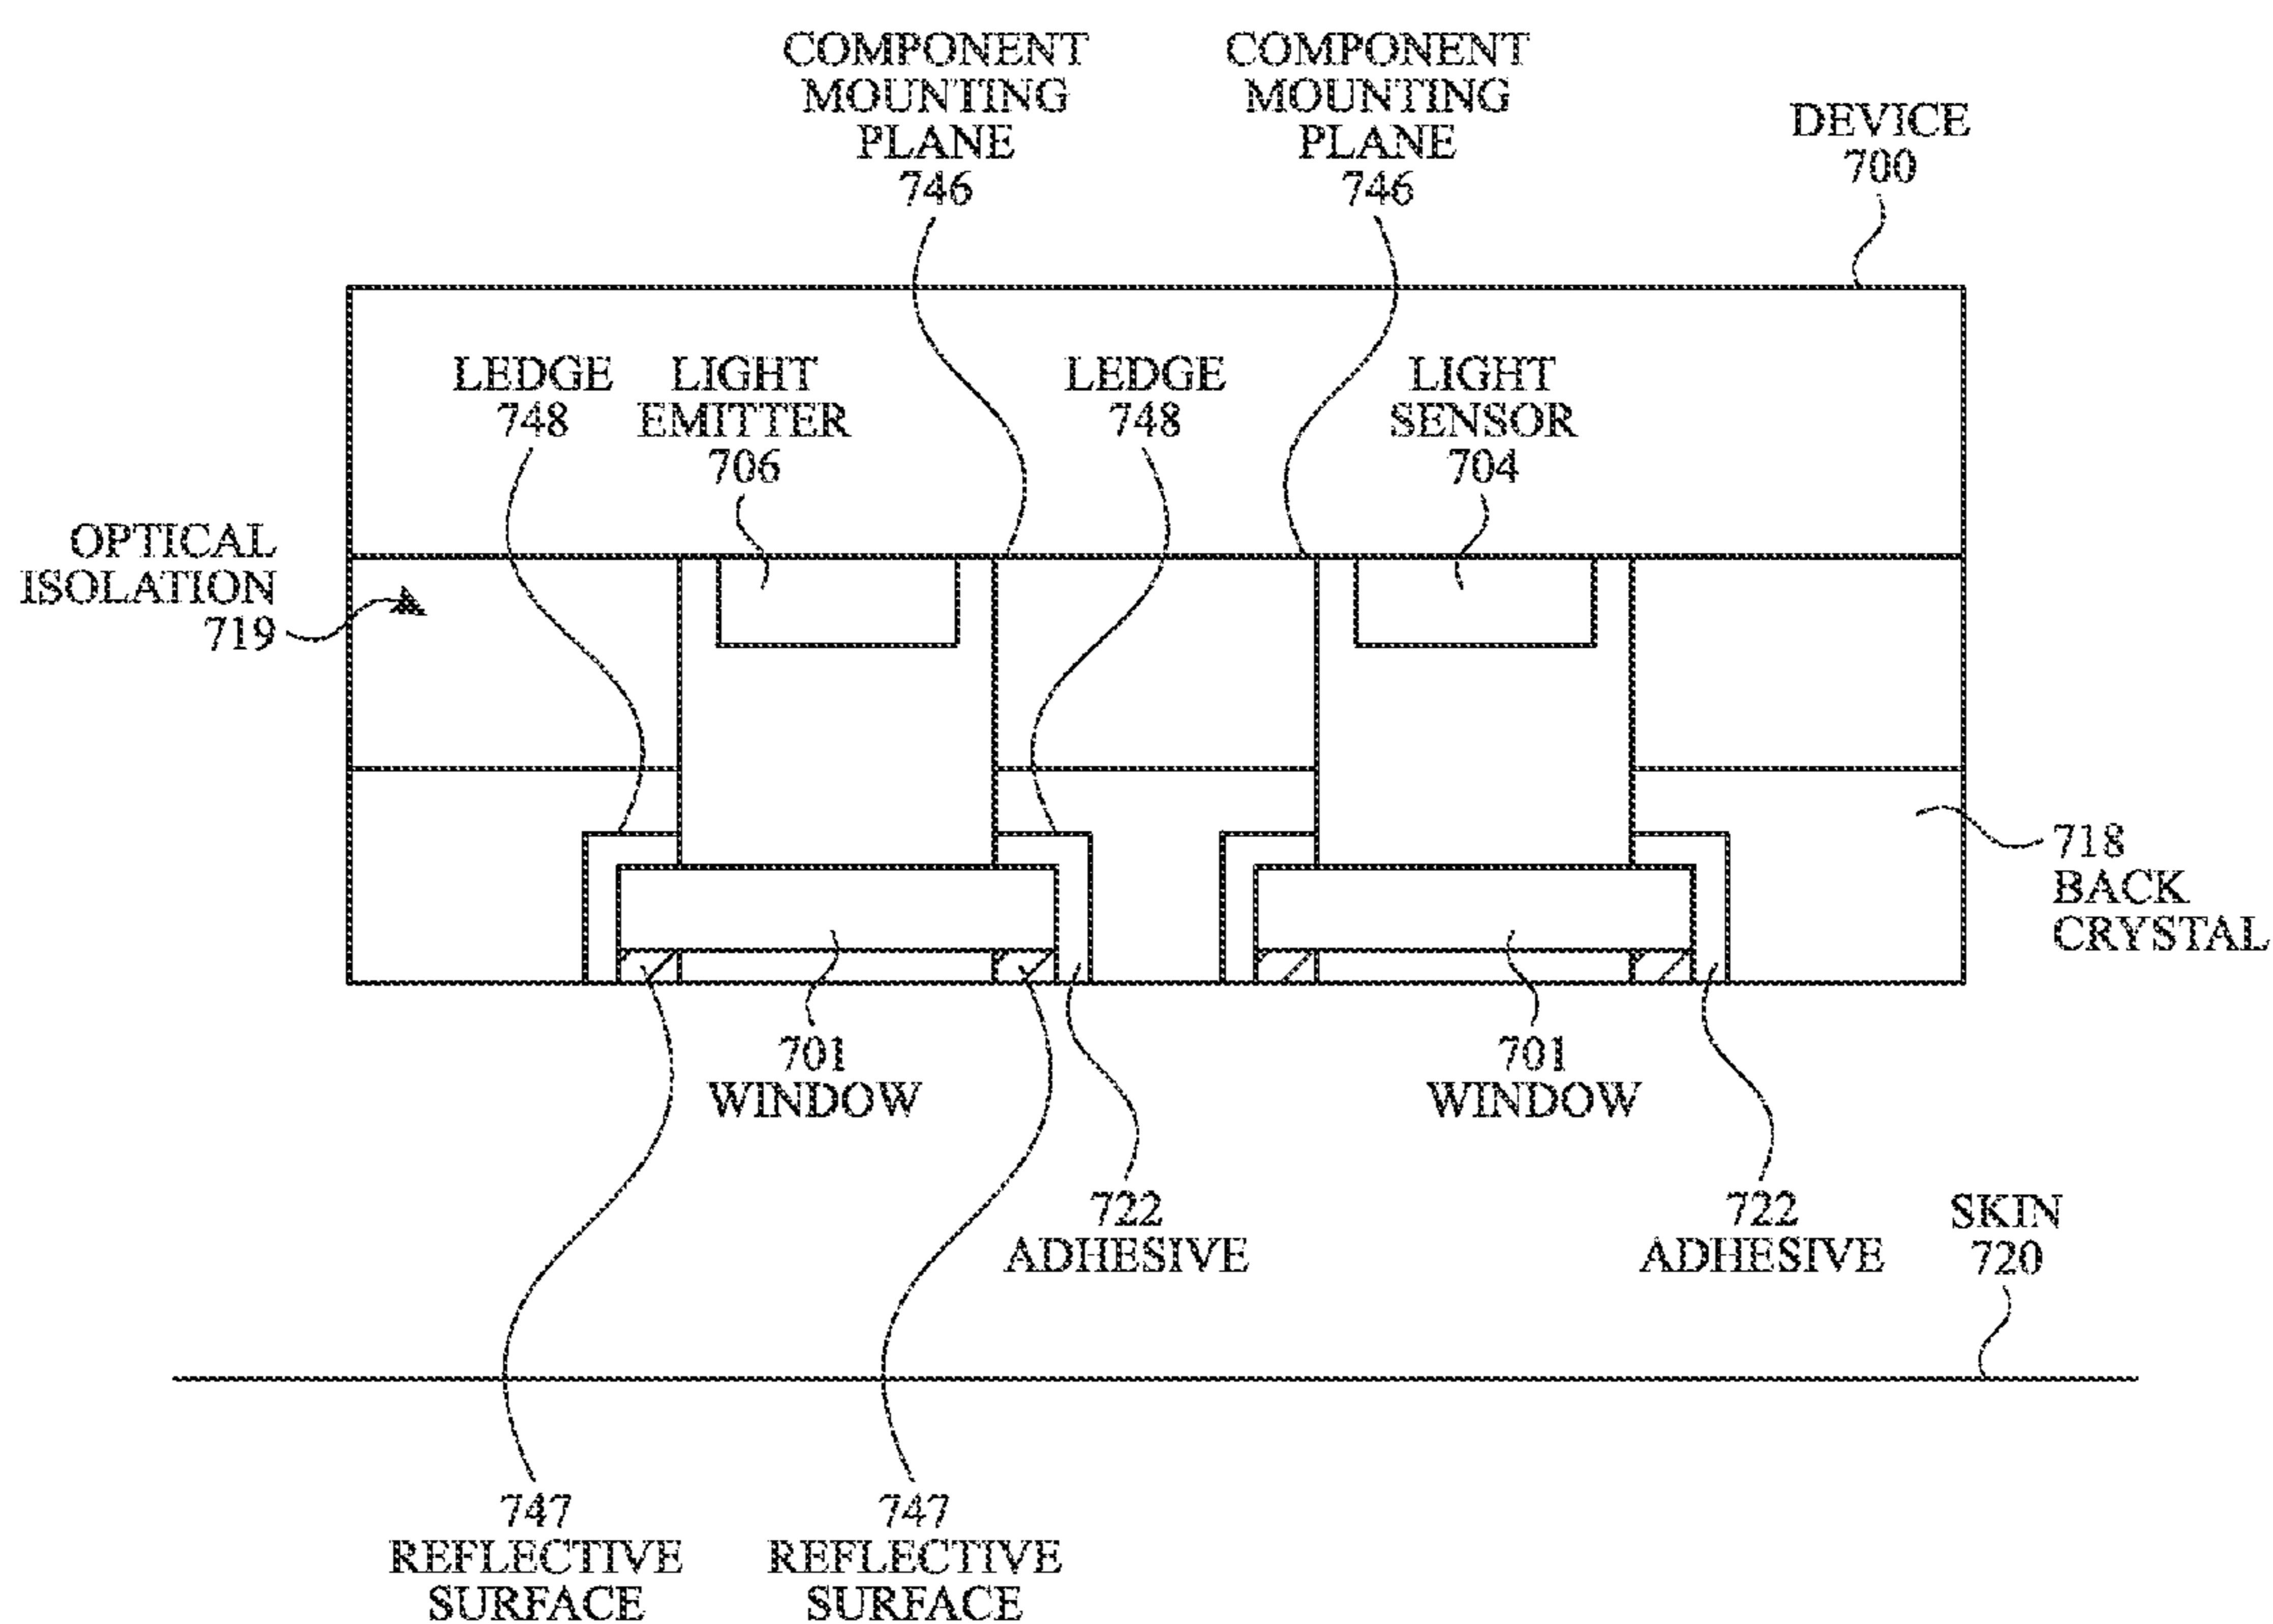 COMPONENT
MOUNTING
PLANE
746
COMPONENT
MOUNTING
PLANE
746
DEVICE
700
LEDGE
748
LIGHT
EMITTER
706
LEDGE
748
LIGHT
SENSOR
704
OPTICAL
ISOLATION
719
718
BACK
CRYSTAL
701
WINDOW
701
WINDOW
722
ADHESIVE
722
ADHESIVE
SKIN
720
747
REFLECTIVE
SURFACE
747
REFLECTIVE
SURFACE